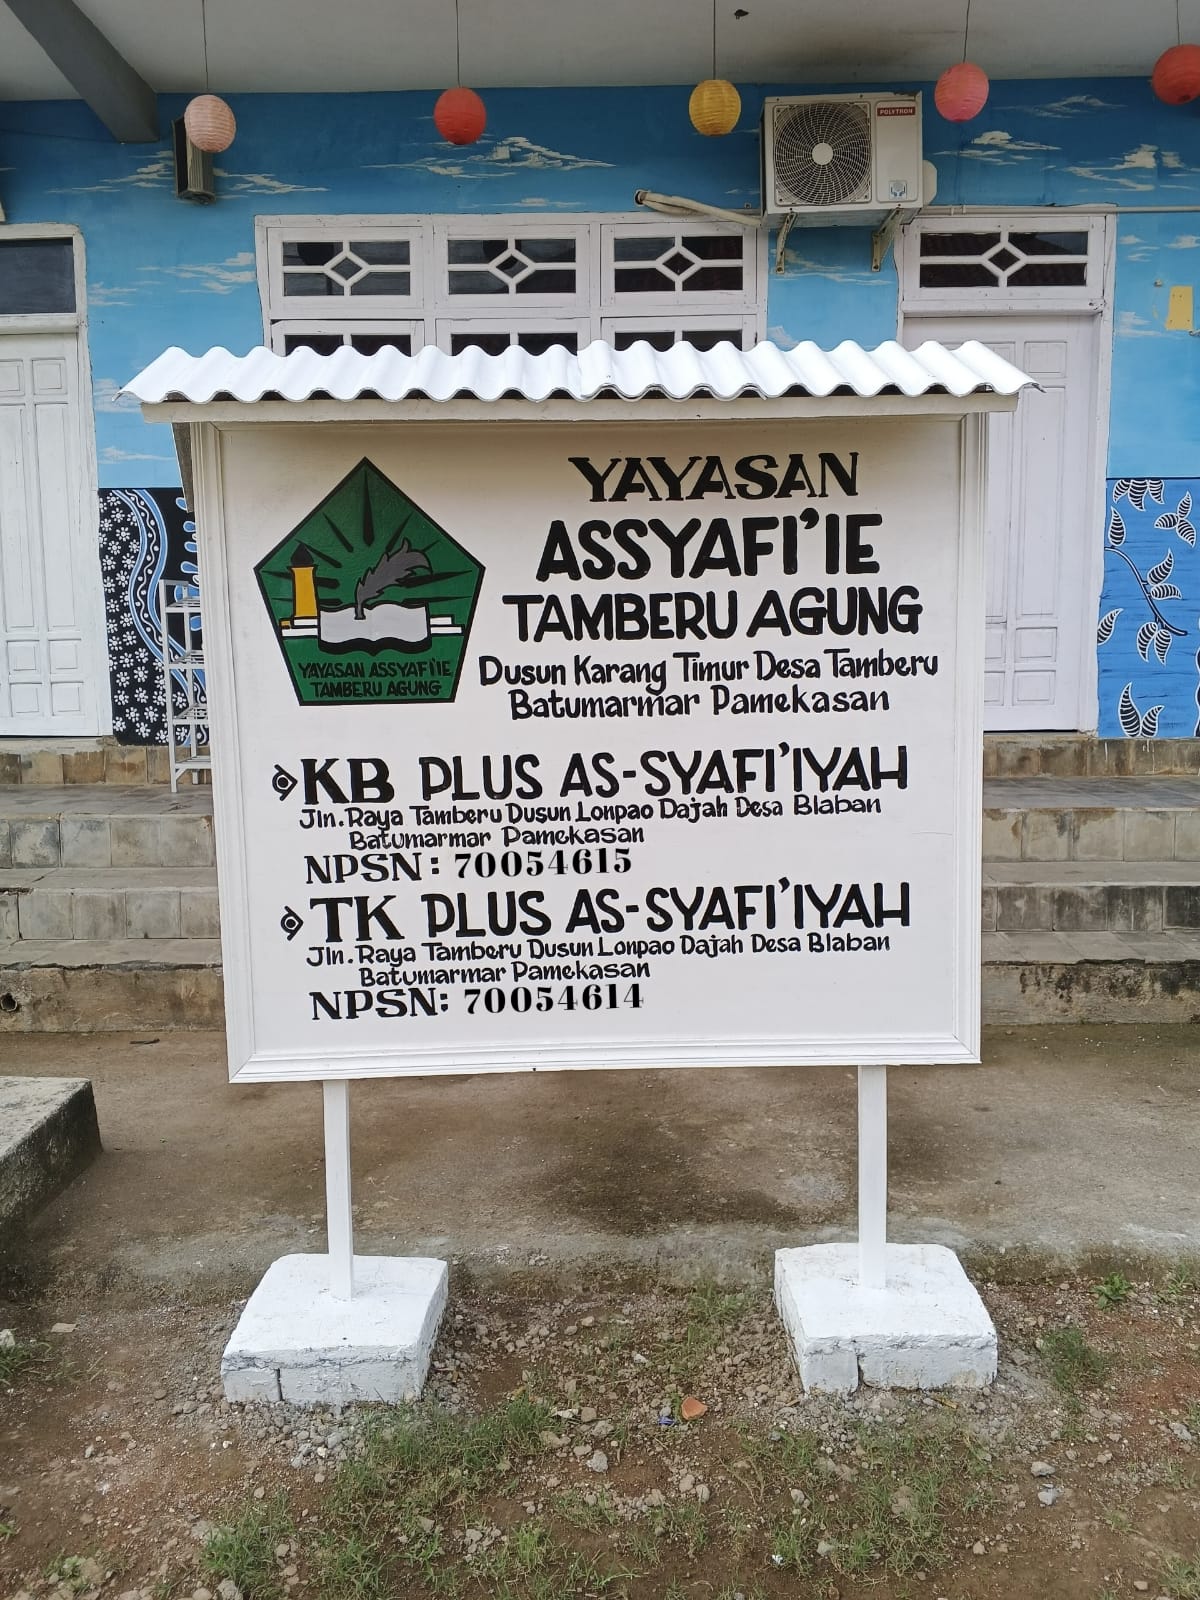 POLYTRON
YAYASAN
ASSYAFI'IE
TAMBERU AGUNG
Dusun Karang Timur Desa Tamberu
Batumarmar Pamekasan
YAYASAN ASSYAFI'IE
TAMBERU AGUNG
KB PLUS AS-SYAFI'IYAH
Jln. Raya Tamberu Dusun Lonpao Dajah Desa Blaban
Batumarmar Pamekasan
NPSN: 70054615
TK PLUS AS-SYAFI'IYAH
Jln. Raya Tamberu Dusun Lonpao Dajah Desa Blaban
Batumarmar Pamekasan
NPSN: 70054614